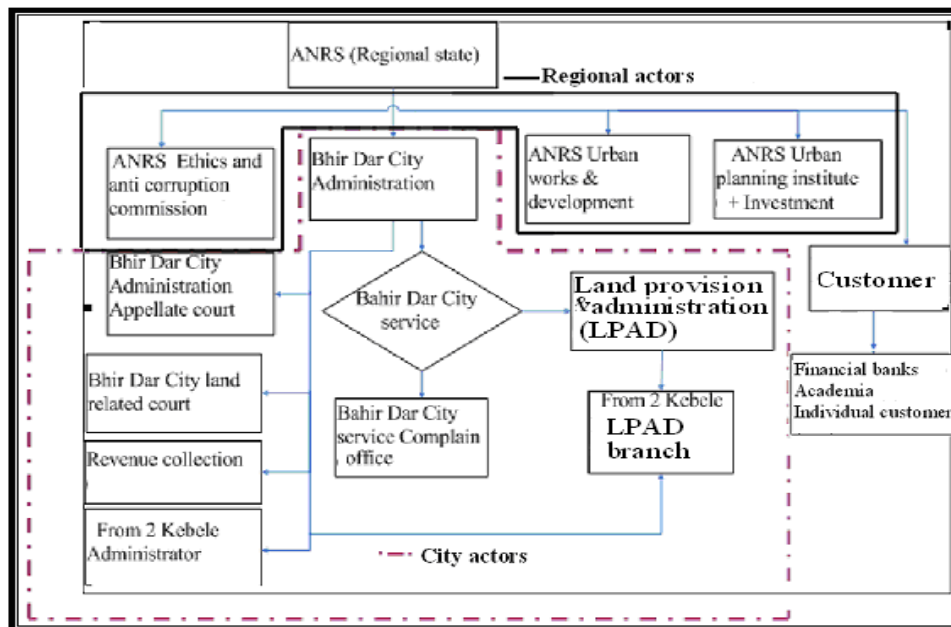 ANRS (Regional state)
Regional actors
ANRS Ethics and
anti corruption
commission
Bhir Dar City
Administration
ANRS Urban
works &
development
ANRS Urban
planning institute
+ Investment
Bhir Dar City
Administration
Appellate court
Bahir Dar City
service
Land provision
&administration
(LPAD)
Customer
Bhir Dar City land
related court
Bahir Dar City
service Complain
office
From 2 Kebele
LPAD
branch
Financial banks
Academia
Individual customer
Revenue collection
From 2 Kebele
Administrator
City actors